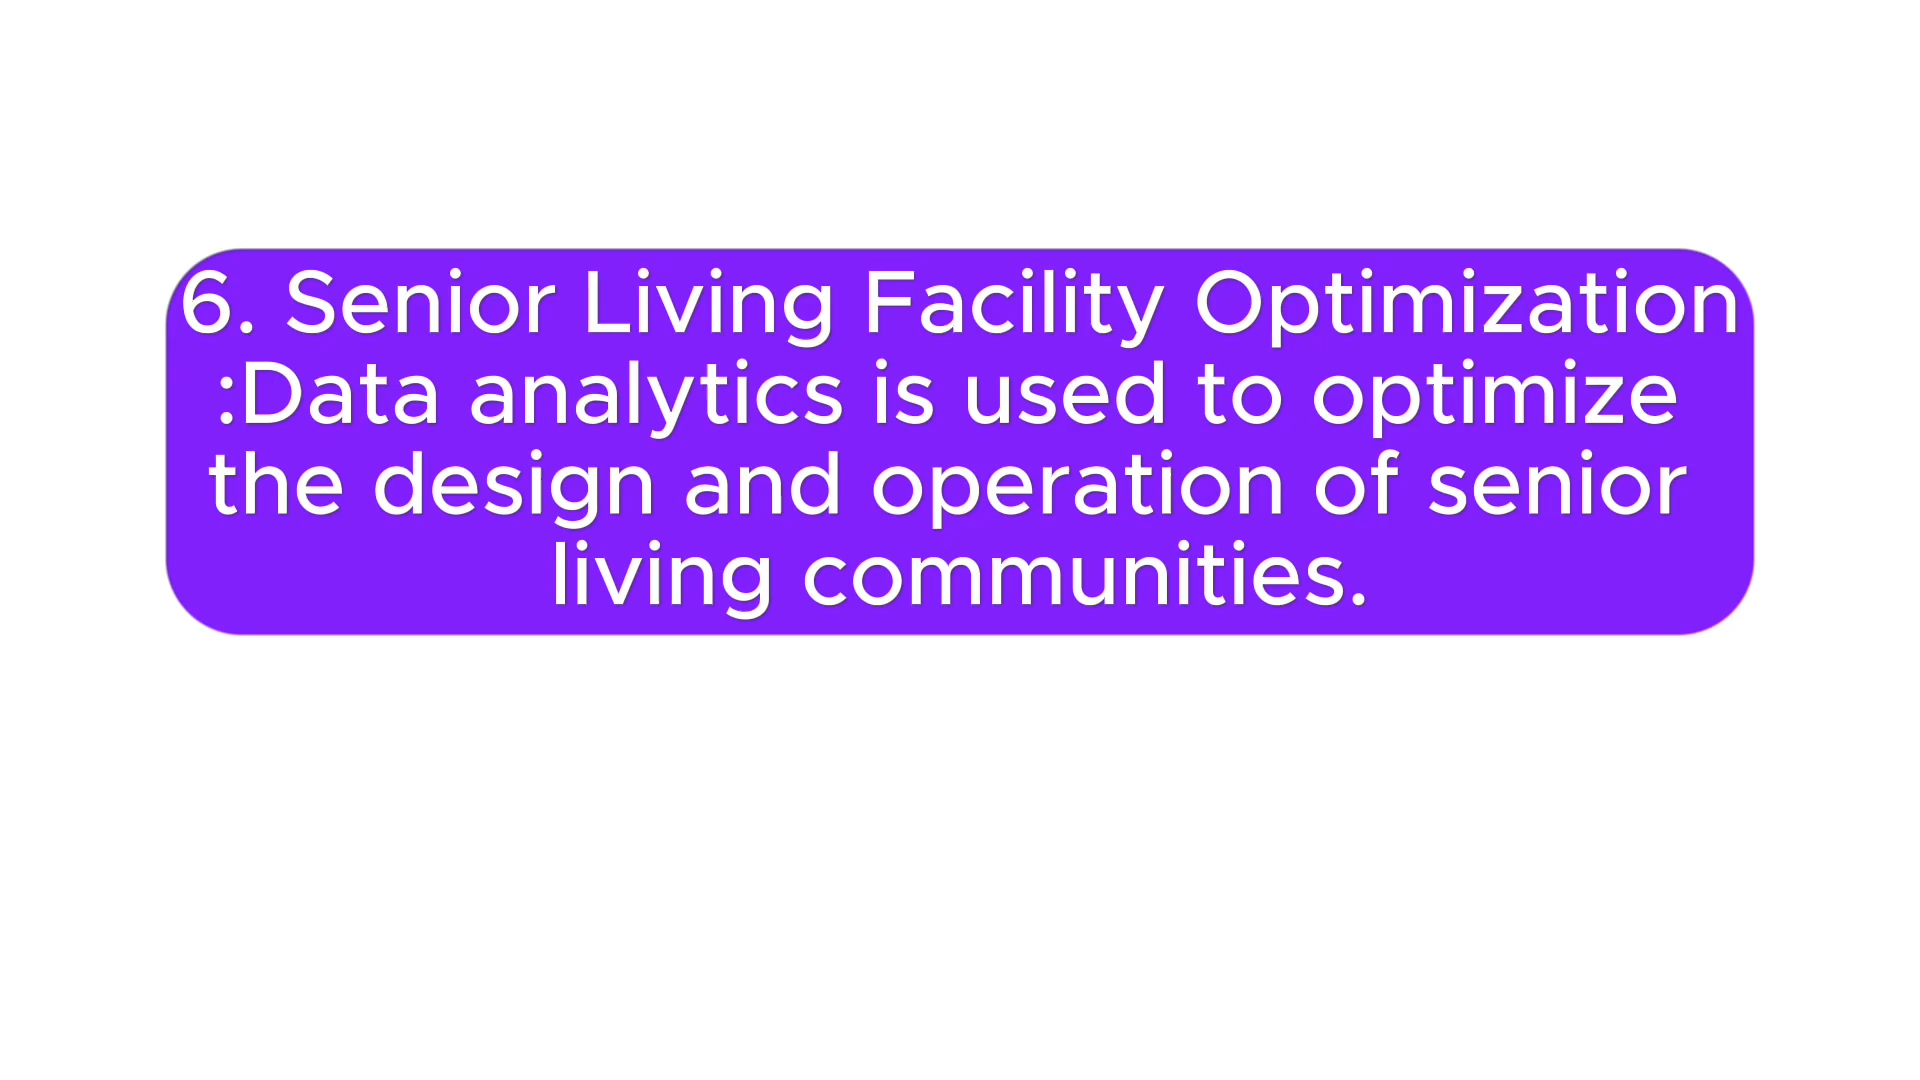 6. Senior Living Facility Optimization
:Data analytics is used to optimize
the design and operation of senior
living communities.